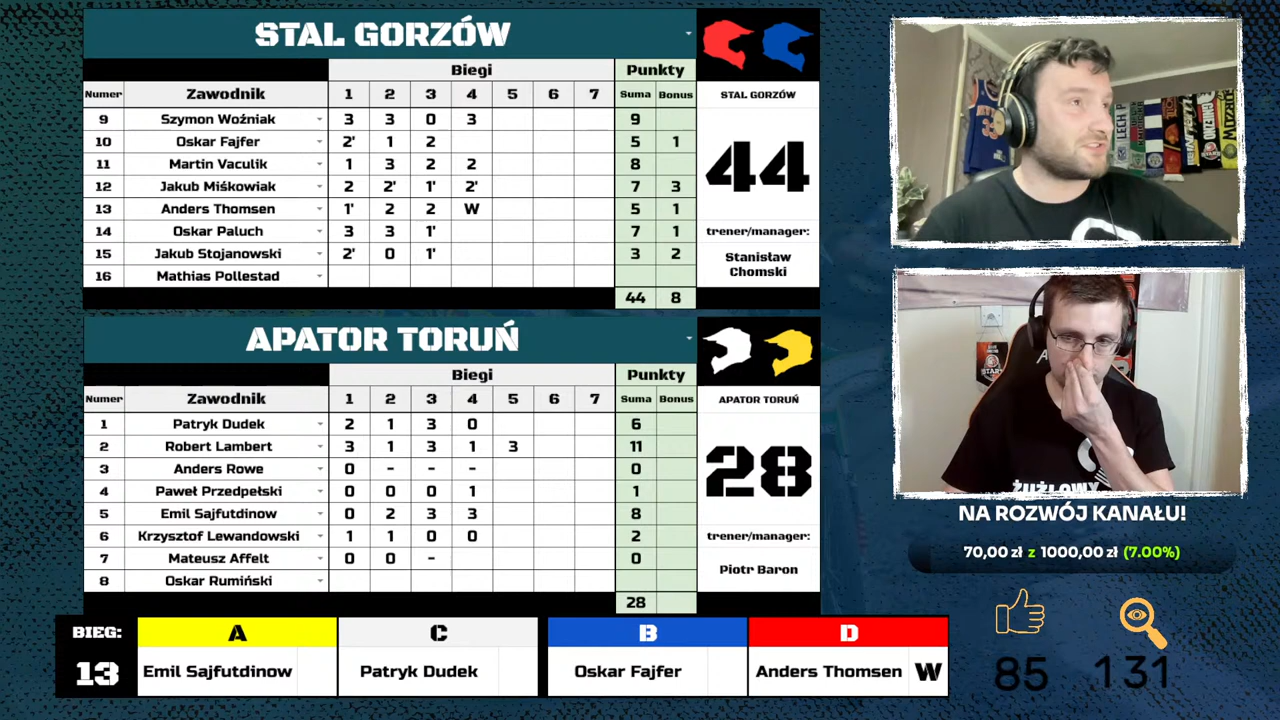 STAL GORZÓW
Biegi Punkty
Numer Zawodnik 1 2 3 4 5 6 7 Suma Bonus
9 Szymon Woźniak 3 3 0 3 9
10 Oskar Fajfer 2' 1 2 5 1
11 Martin Vaculik 1 3 2 2 8
12 Jakub Miśkowiak 2 2' 1' 2' 7 3
13 Anders Thomsen 1' 2 2 W 5 1
14 Oskar Paluch 3 3 1' 7 1
15 Jakub Stojanowski 2' 0 1' 3 2
16 Mathias Pollestad
44 8
STAL GORZÓW
44
trener/manager:
Stanisław
Chomski
APATOR TORUŃ
Biegi Punkty
Numer Zawodnik 1 2 3 4 5 6 7 Suma Bonus
1 Patryk Dudek 2 1 3 0 6
2 Robert Lambert 3 1 3 1 3 11
3 Anders Rowe 0 - - - 0
4 Paweł Przedpełski 0 0 0 1 1
5 Emil Sajfutdinow 0 2 3 3 8
6 Krzysztof Lewandowski 1 1 0 0 2
7 Mateusz Affelt 0 0 - 0
8 Oskar Rumiński
28
APATOR TORUŃ
28
trener/manager:
Piotr Baron
BIEG:
13
A C B D
Emil Sajfutdinow Patryk Dudek Oskar Fajfer Anders Thomsen W
LECH P
GNIEZNO
START
ŻUŻLOWY
NA ROZWÓJ KANAŁU!
70,00 zł z 1000,00 zł (7.00%)
85 131